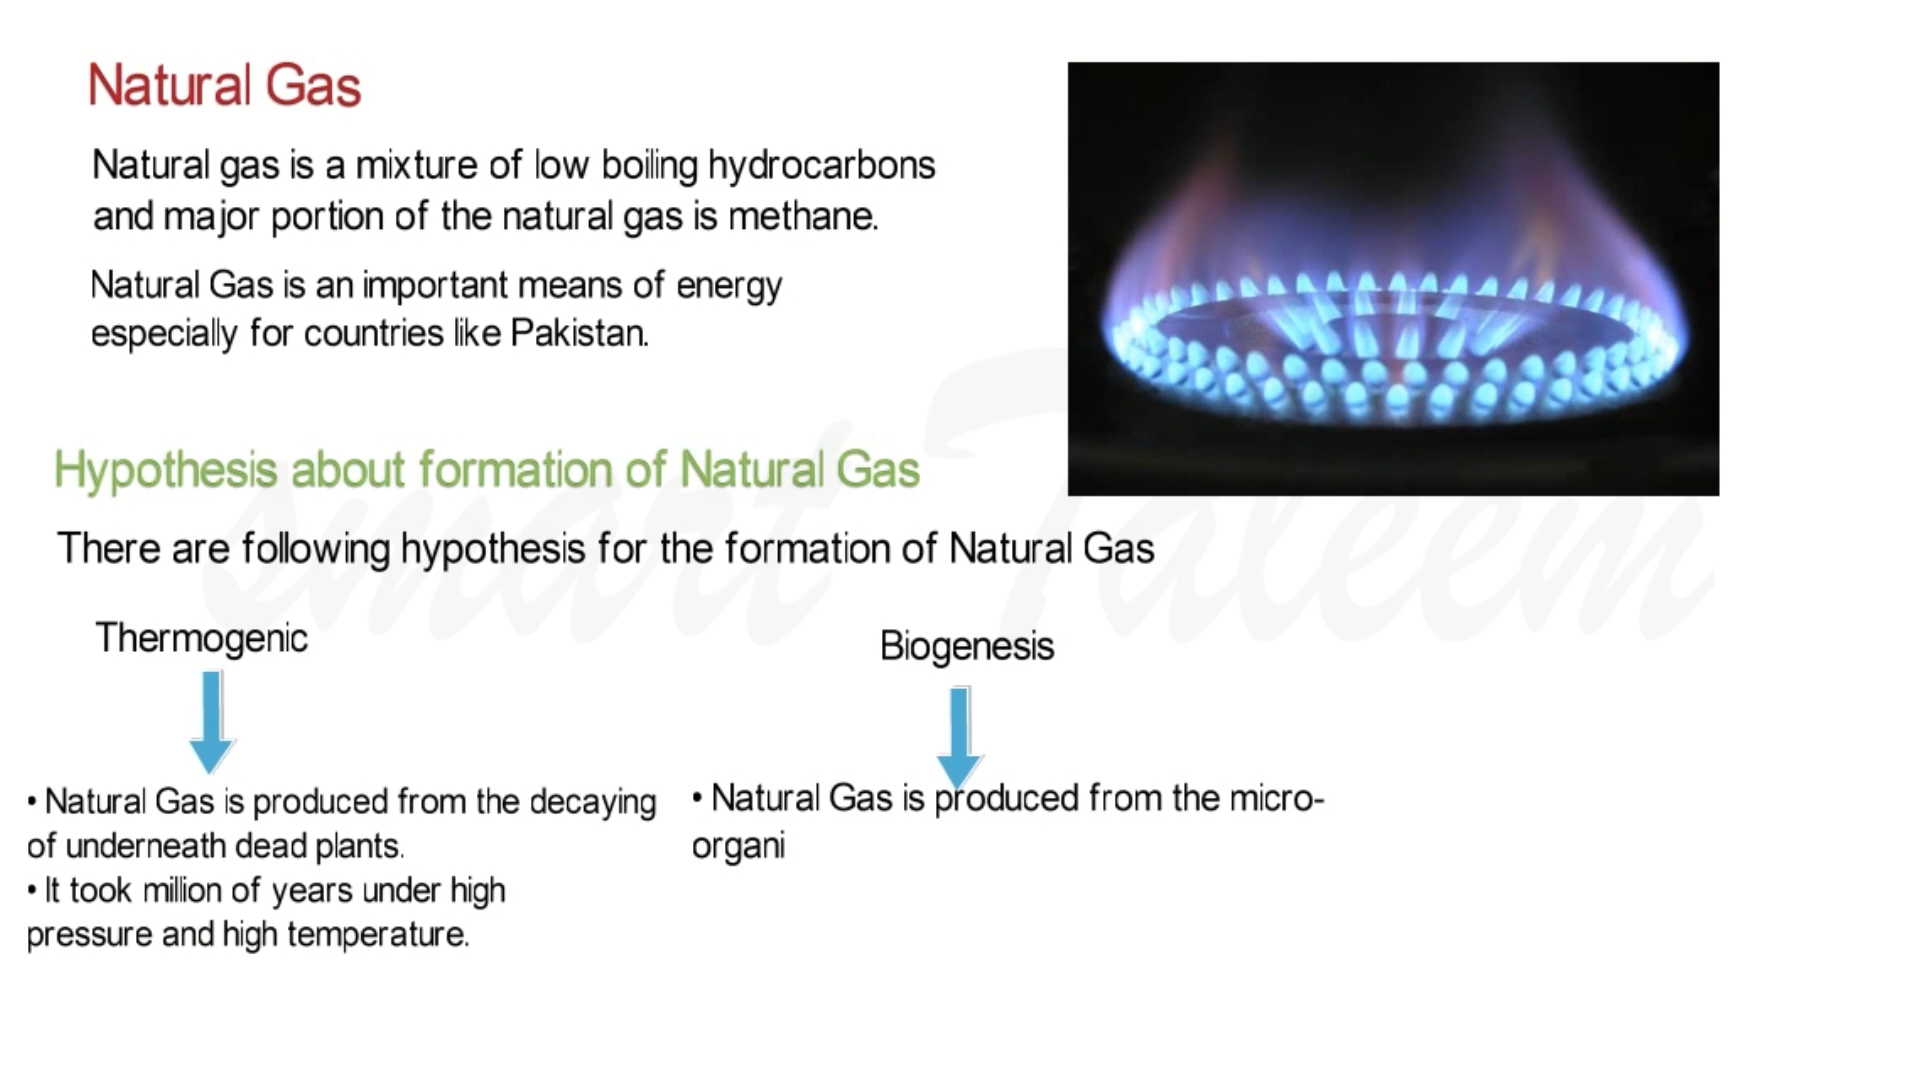 Natural Gas
Natural gas is a mixture of low boiling hydrocarbons
and major portion of the natural gas is methane.
Natural Gas is an important means of energy
especially for countries like Pakistan.
Hypothesis about formation of Natural Gas
There are following hypothesis for the formation of Natural Gas
Thermogenic
• Natural Gas is produced from the decaying
of underneath dead plants.
• It took million of years under high
pressure and high temperature.
Biogenesis
• Natural Gas is produced from the micro-
organi
smart Taleem